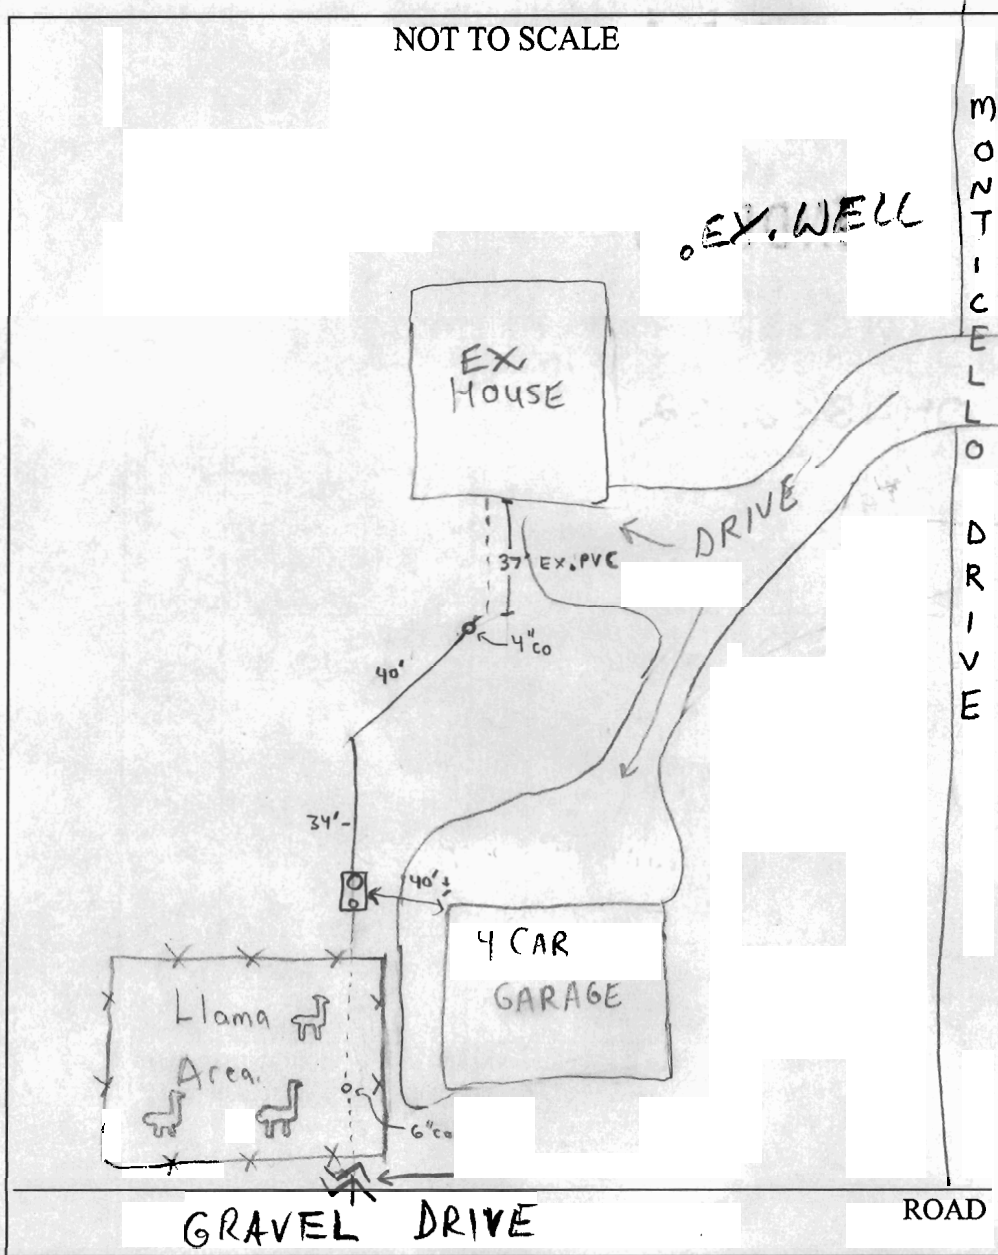 NOT TO SCALE
MONTICELLO DRIVE
EX. WELL
EX
HOUSE
DRIVE
37' EX. PVC
4"CO
40'
34'
40'±
4 CAR
GARAGE
Llama
Area
6"CO
GRAVEL DRIVE
ROAD